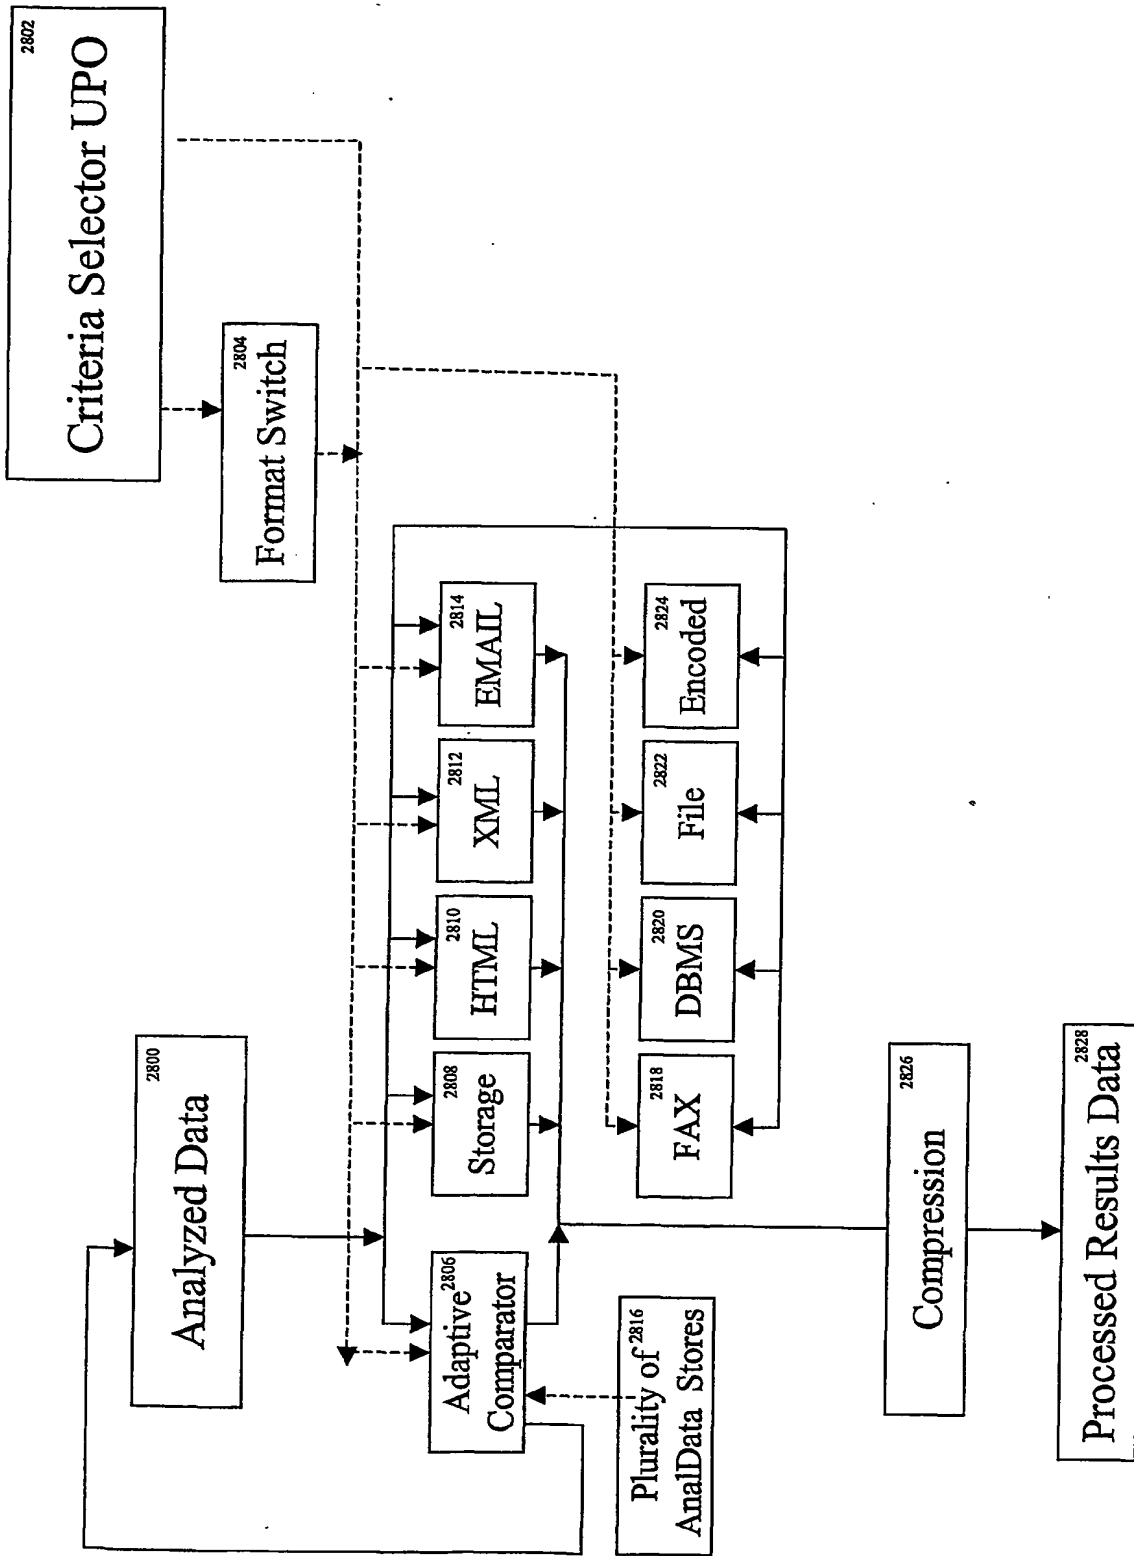 2800
Analyzed Data
2802
Criteria Selector UPO
2804
Format Switch
2806
Adaptive
Comparator
2808
Storage
2810
HTML
2812
XML
2814
EMAIL
2816
Plurality of
AnalData Stores
2818
FAX
2820
DBMS
2822
File
2824
Encoded
2826
Compression
2828
Processed Results Data